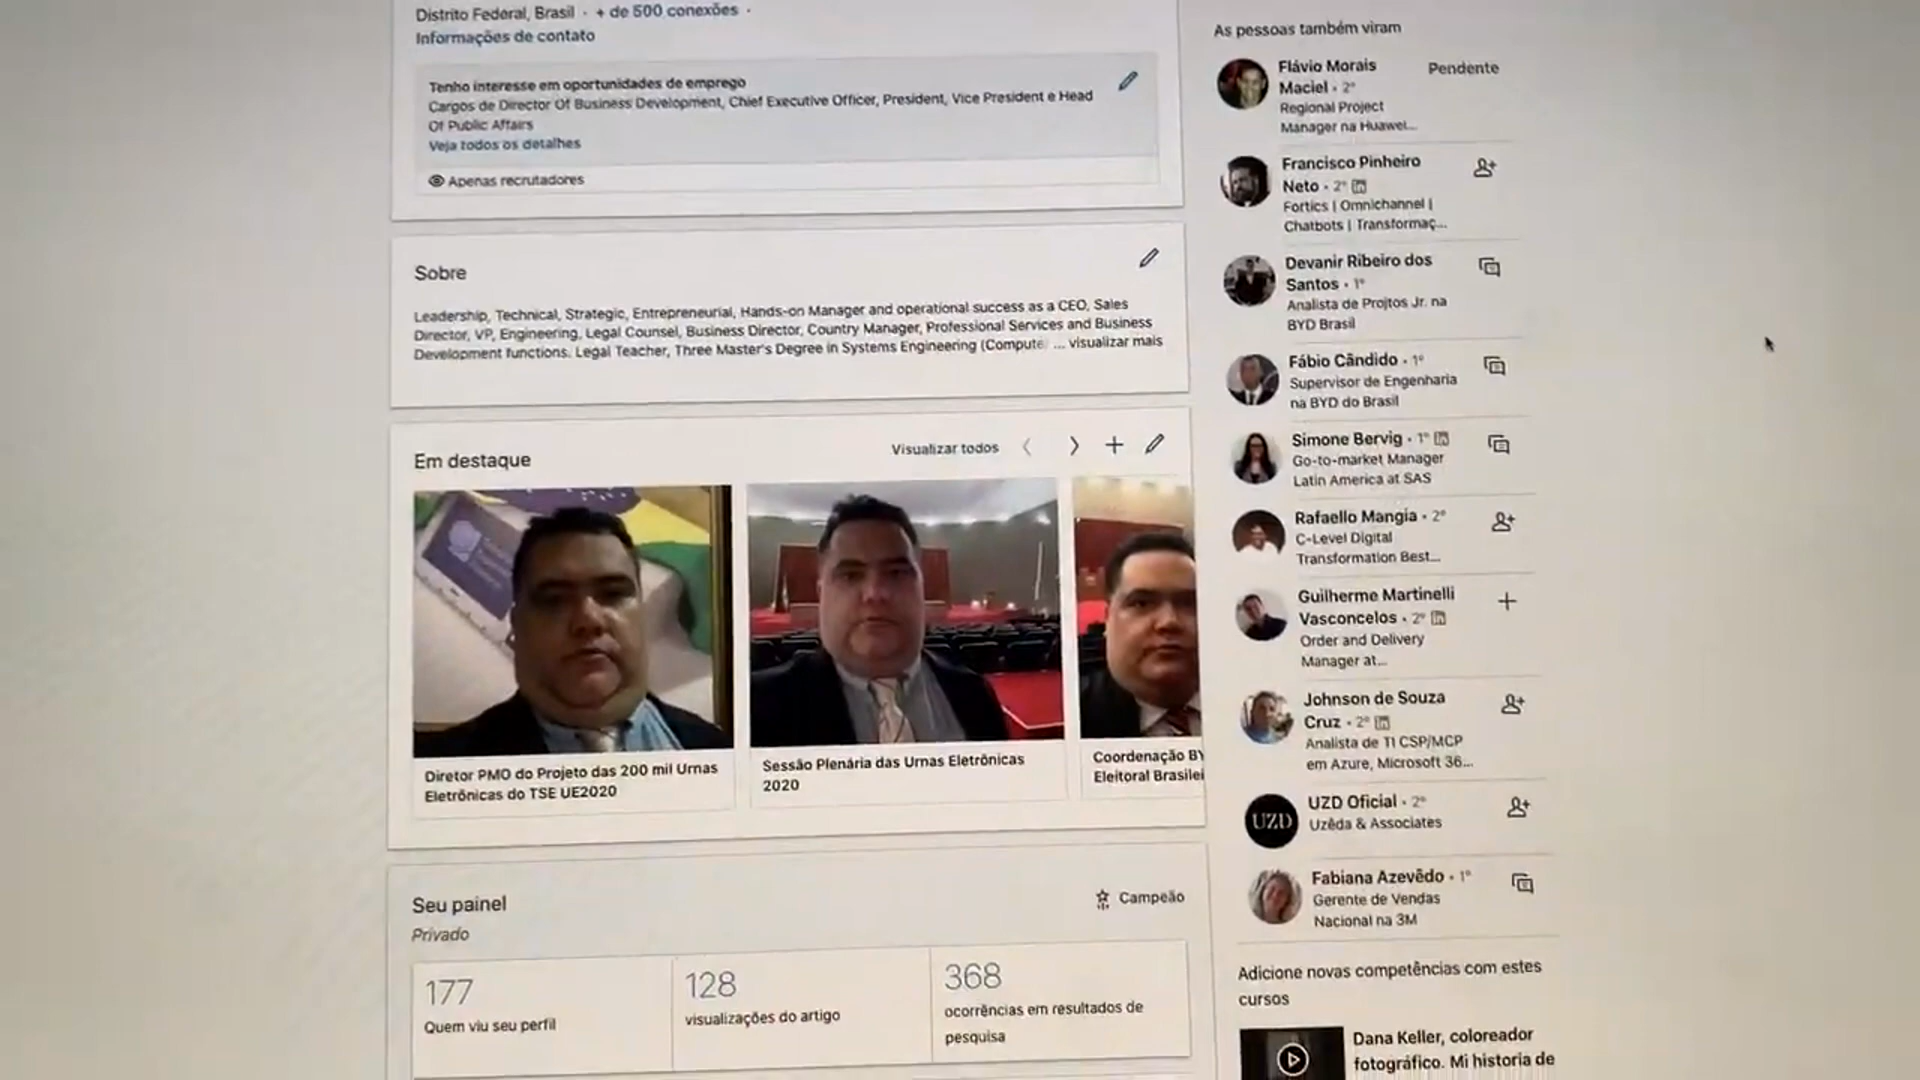 Distrito Federal, Brasil · + de 500 conexões ·
Informações de contato
Tenho interesse em oportunidades de emprego
Cargos de Director Of Business Development, Chief Executive Officer, President, Vice President e Head
Of Public Affairs
Veja todos os detalhes
Apenas recrutadores
Sobre
Leadership, Technical, Strategic, Entrepreneurial, Hands-on Manager and operational success as a CEO, Sales
Director, VP, Engineering, Legal Counsel, Business Director, Country Manager, Professional Services and Business
Development functions. Legal Teacher, Three Master's Degree in Systems Engineering (Compute ... visualizar mais
Em destaque
Visualizar todos
Diretor PMO do Projeto das 200 mil Urnas
Eletrônicas do TSE UE2020
Sessão Plenária das Urnas Eletrônicas
2020
Coordenação BY
Eleitoral Brasilei
Seu painel
Privado
Campeão
177
Quem viu seu perfil
128
visualizações do artigo
368
ocorrências em resultados de
pesquisa
As pessoas também viram
Flávio Morais
Maciel · 2º
Pendente
Regional Project
Manager na Huawei...
Francisco Pinheiro
Neto · 2º in
Fortics | Omnichannel |
Chatbots | Transformaç...
Devanir Ribeiro dos
Santos · 1º
Analista de Projtos Jr. na
BYD Brasil
Fábio Cândido · 1º
Supervisor de Engenharia
na BYD do Brasil
Simone Bervig · 1º in
Go-to-market Manager
Latin America at SAS
Rafaello Mangia · 2º
C-Level Digital
Transformation Best...
Guilherme Martinelli
Vasconcelos · 2º in
Order and Delivery
Manager at...
Johnson de Souza
Cruz · 2º in
Analista de TI CSP/MCP
em Azure, Microsoft 36...
UZD
UZD Oficial · 2º
Uzêda & Associates
Fabiana Azevêdo · 1º
Gerente de Vendas
Nacional na 3M
Adicione novas competências com estes
cursos
Dana Keller, coloreador
fotográfico. Mi historia de